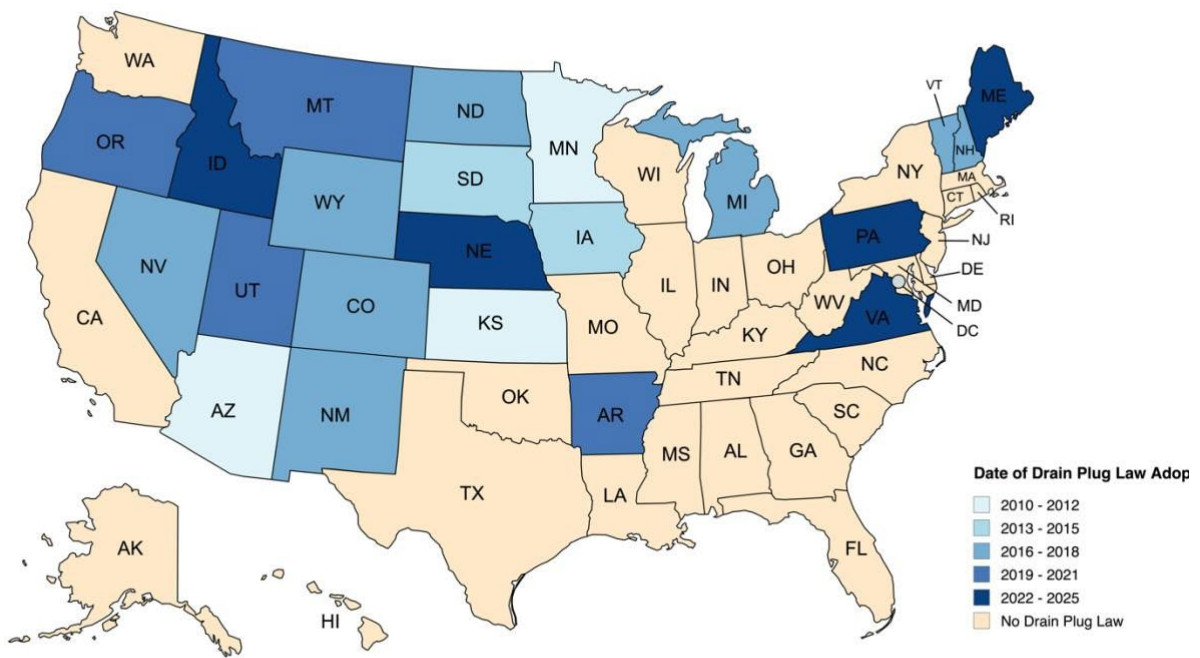 WA
MT
ND
MN
VT
ME
OR
ID
SD
WI
NH
NY
MA
WY
MI
CT
RI
NE
IA
PA
NJ
NV
OH
DE
UT
IL
IN
CO
WV
MD
CA
KS
MO
VA
DC
KY
NC
TN
OK
AZ
NM
AR
SC
MS
AL
GA
TX
LA
AK
FL
HI
Date of Drain Plug Law Adop
2010 - 2012
2013 - 2015
2016 - 2018
2019 - 2021
2022 - 2025
No Drain Plug Law